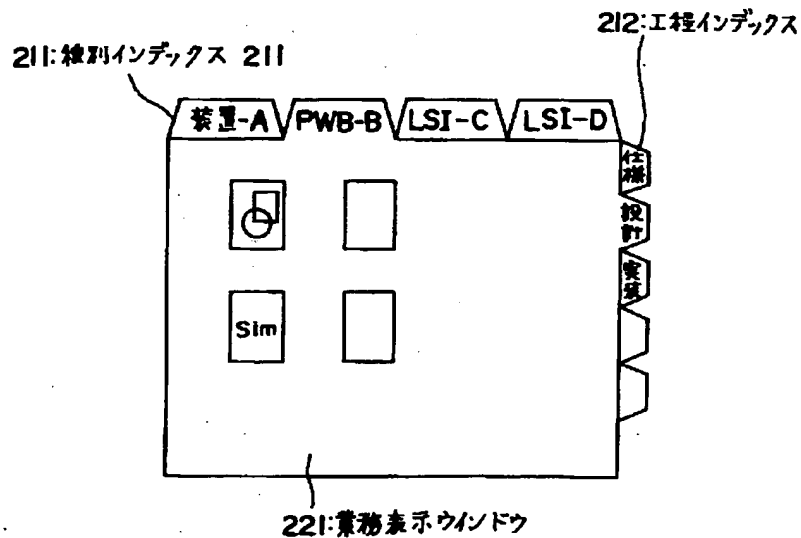 212:工程インデックス
211:種別インデックス 211
装置-A PWB-B LSI-C LSI-D
仕様
設計
実装
Sim
221:業務表示ウインドウ